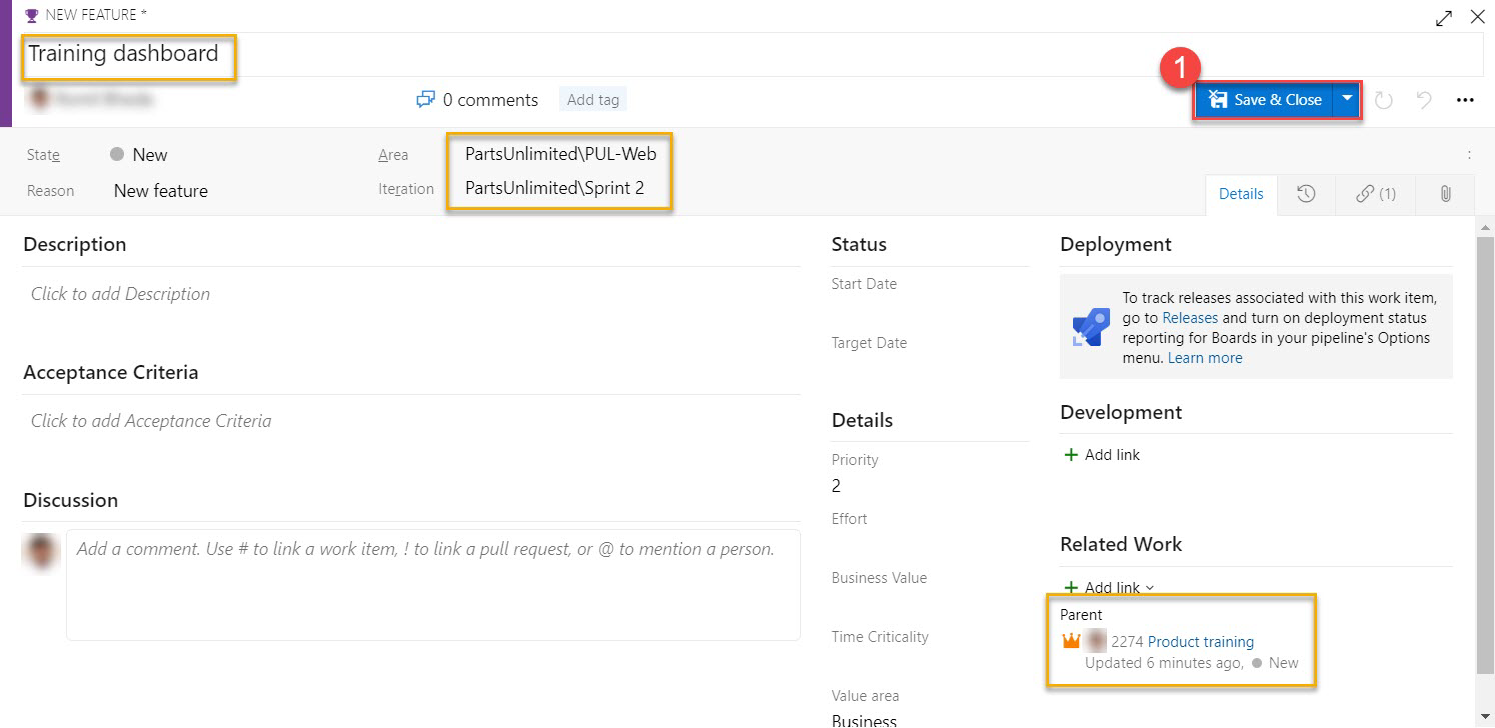 NEW FEATURE *
Training dashboard
0 comments
Add tag
1
Save & Close
State
New
Area
PartsUnlimited\PUL-Web
Reason
New feature
Iteration
PartsUnlimited\Sprint 2
Details
(1)
Description
Click to add Description
Acceptance Criteria
Click to add Acceptance Criteria
Discussion
Add a comment. Use # to link a work item, ! to link a pull request, or @ to mention a person.
Status
Start Date
Target Date
Details
Priority
2
Effort
Business Value
Time Criticality
Value area
Business
Deployment
To track releases associated with this work item,
go to Releases and turn on deployment status
reporting for Boards in your pipeline's Options
menu. Learn more
Development
Add link
Related Work
Add link
Parent
2274 Product training
Updated 6 minutes ago, New